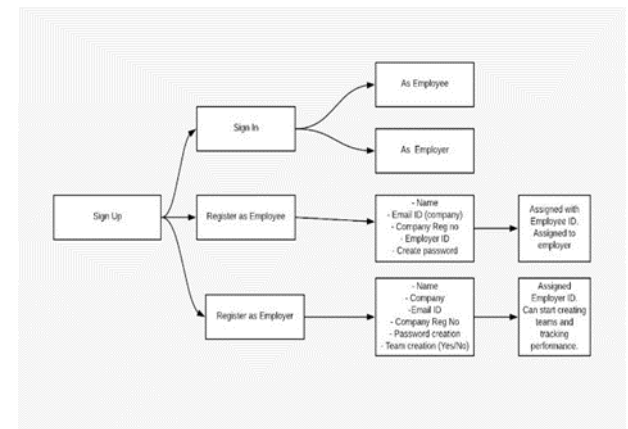 As Employee
Sign In
As Employer
Sign Up
Register as Employee
- Name
- Email ID (company)
- Company Reg no
- Employer ID
- Create password
Assigned with
Employee ID.
Assigned to
employer
Register as Employer
- Name
- Company
-Email ID
- Company Reg No
- Password creation
- Team creation (Yes/No)
Assigned
Employer ID.
Can start creating
teams and
tracking
performance.